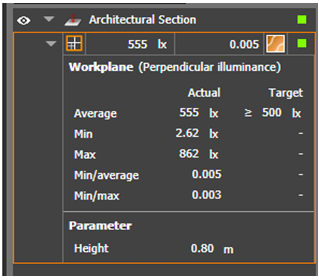 Architectural Section
555 lx 0.005
Workplane (Perpendicular illuminance)
Actual Target
Average 555 lx ≥ 500 lx
Min 2.62 lx -
Max 862 lx -
Min/average 0.005 -
Min/max 0.003 -
Parameter
Height 0.80 m